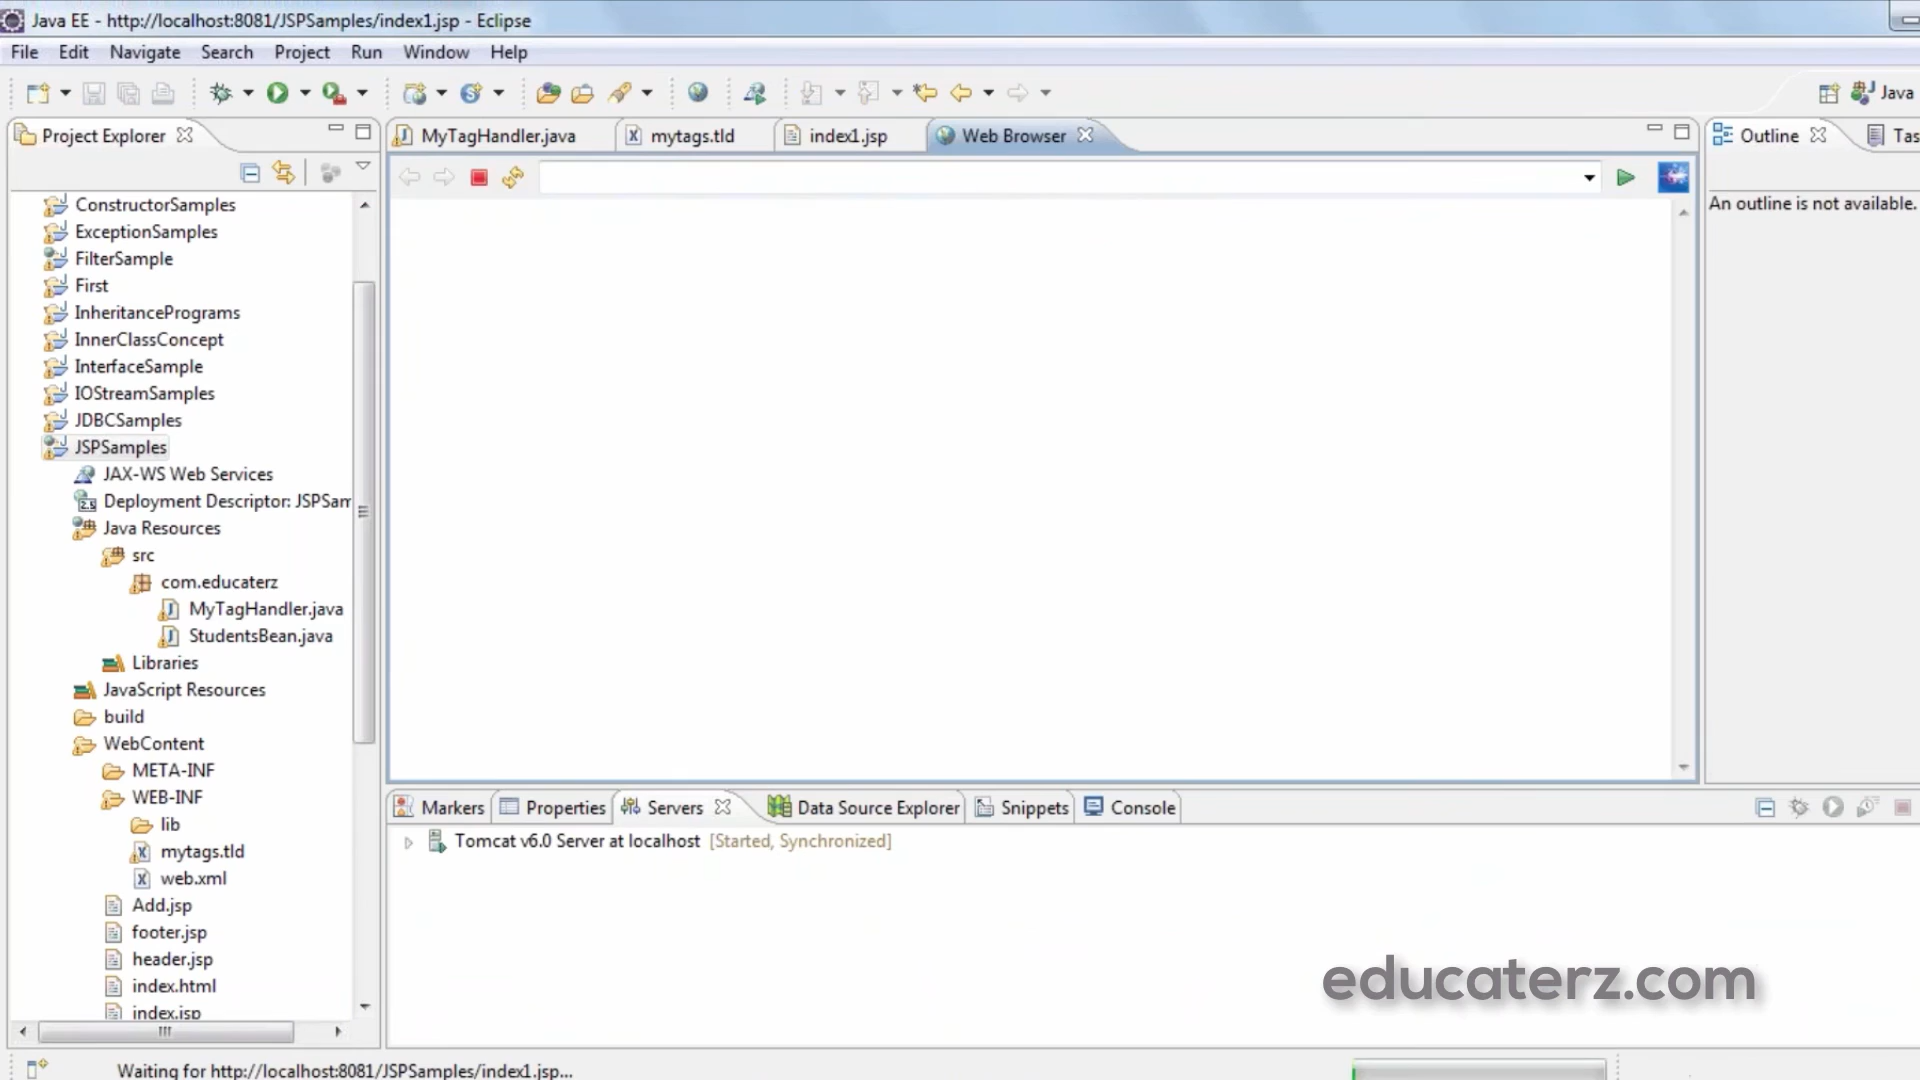 Java EE - http://localhost:8081/JSPSamples/index1.jsp - Eclipse
File Edit Navigate Search Project Run Window Help
Java
Project Explorer
MyTagHandler.java mytags.tld index1.jsp Web Browser
Outline Tas
An outline is not available.
ConstructorSamples
ExceptionSamples
FilterSample
First
InheritancePrograms
InnerClassConcept
InterfaceSample
IOStreamSamples
JDBCSamples
JSPSamples
JAX-WS Web Services
Deployment Descriptor: JSPSam
Java Resources
src
com.educaterz
MyTagHandler.java
StudentsBean.java
Libraries
JavaScript Resources
build
WebContent
META-INF
WEB-INF
lib
mytags.tld
web.xml
Add.jsp
footer.jsp
header.jsp
index.html
index.jsp
Markers Properties Servers Data Source Explorer Snippets Console
Tomcat v6.0 Server at localhost [Started, Synchronized]
educaterz.com
Waiting for http://localhost:8081/JSPSamples/index1.jsp...